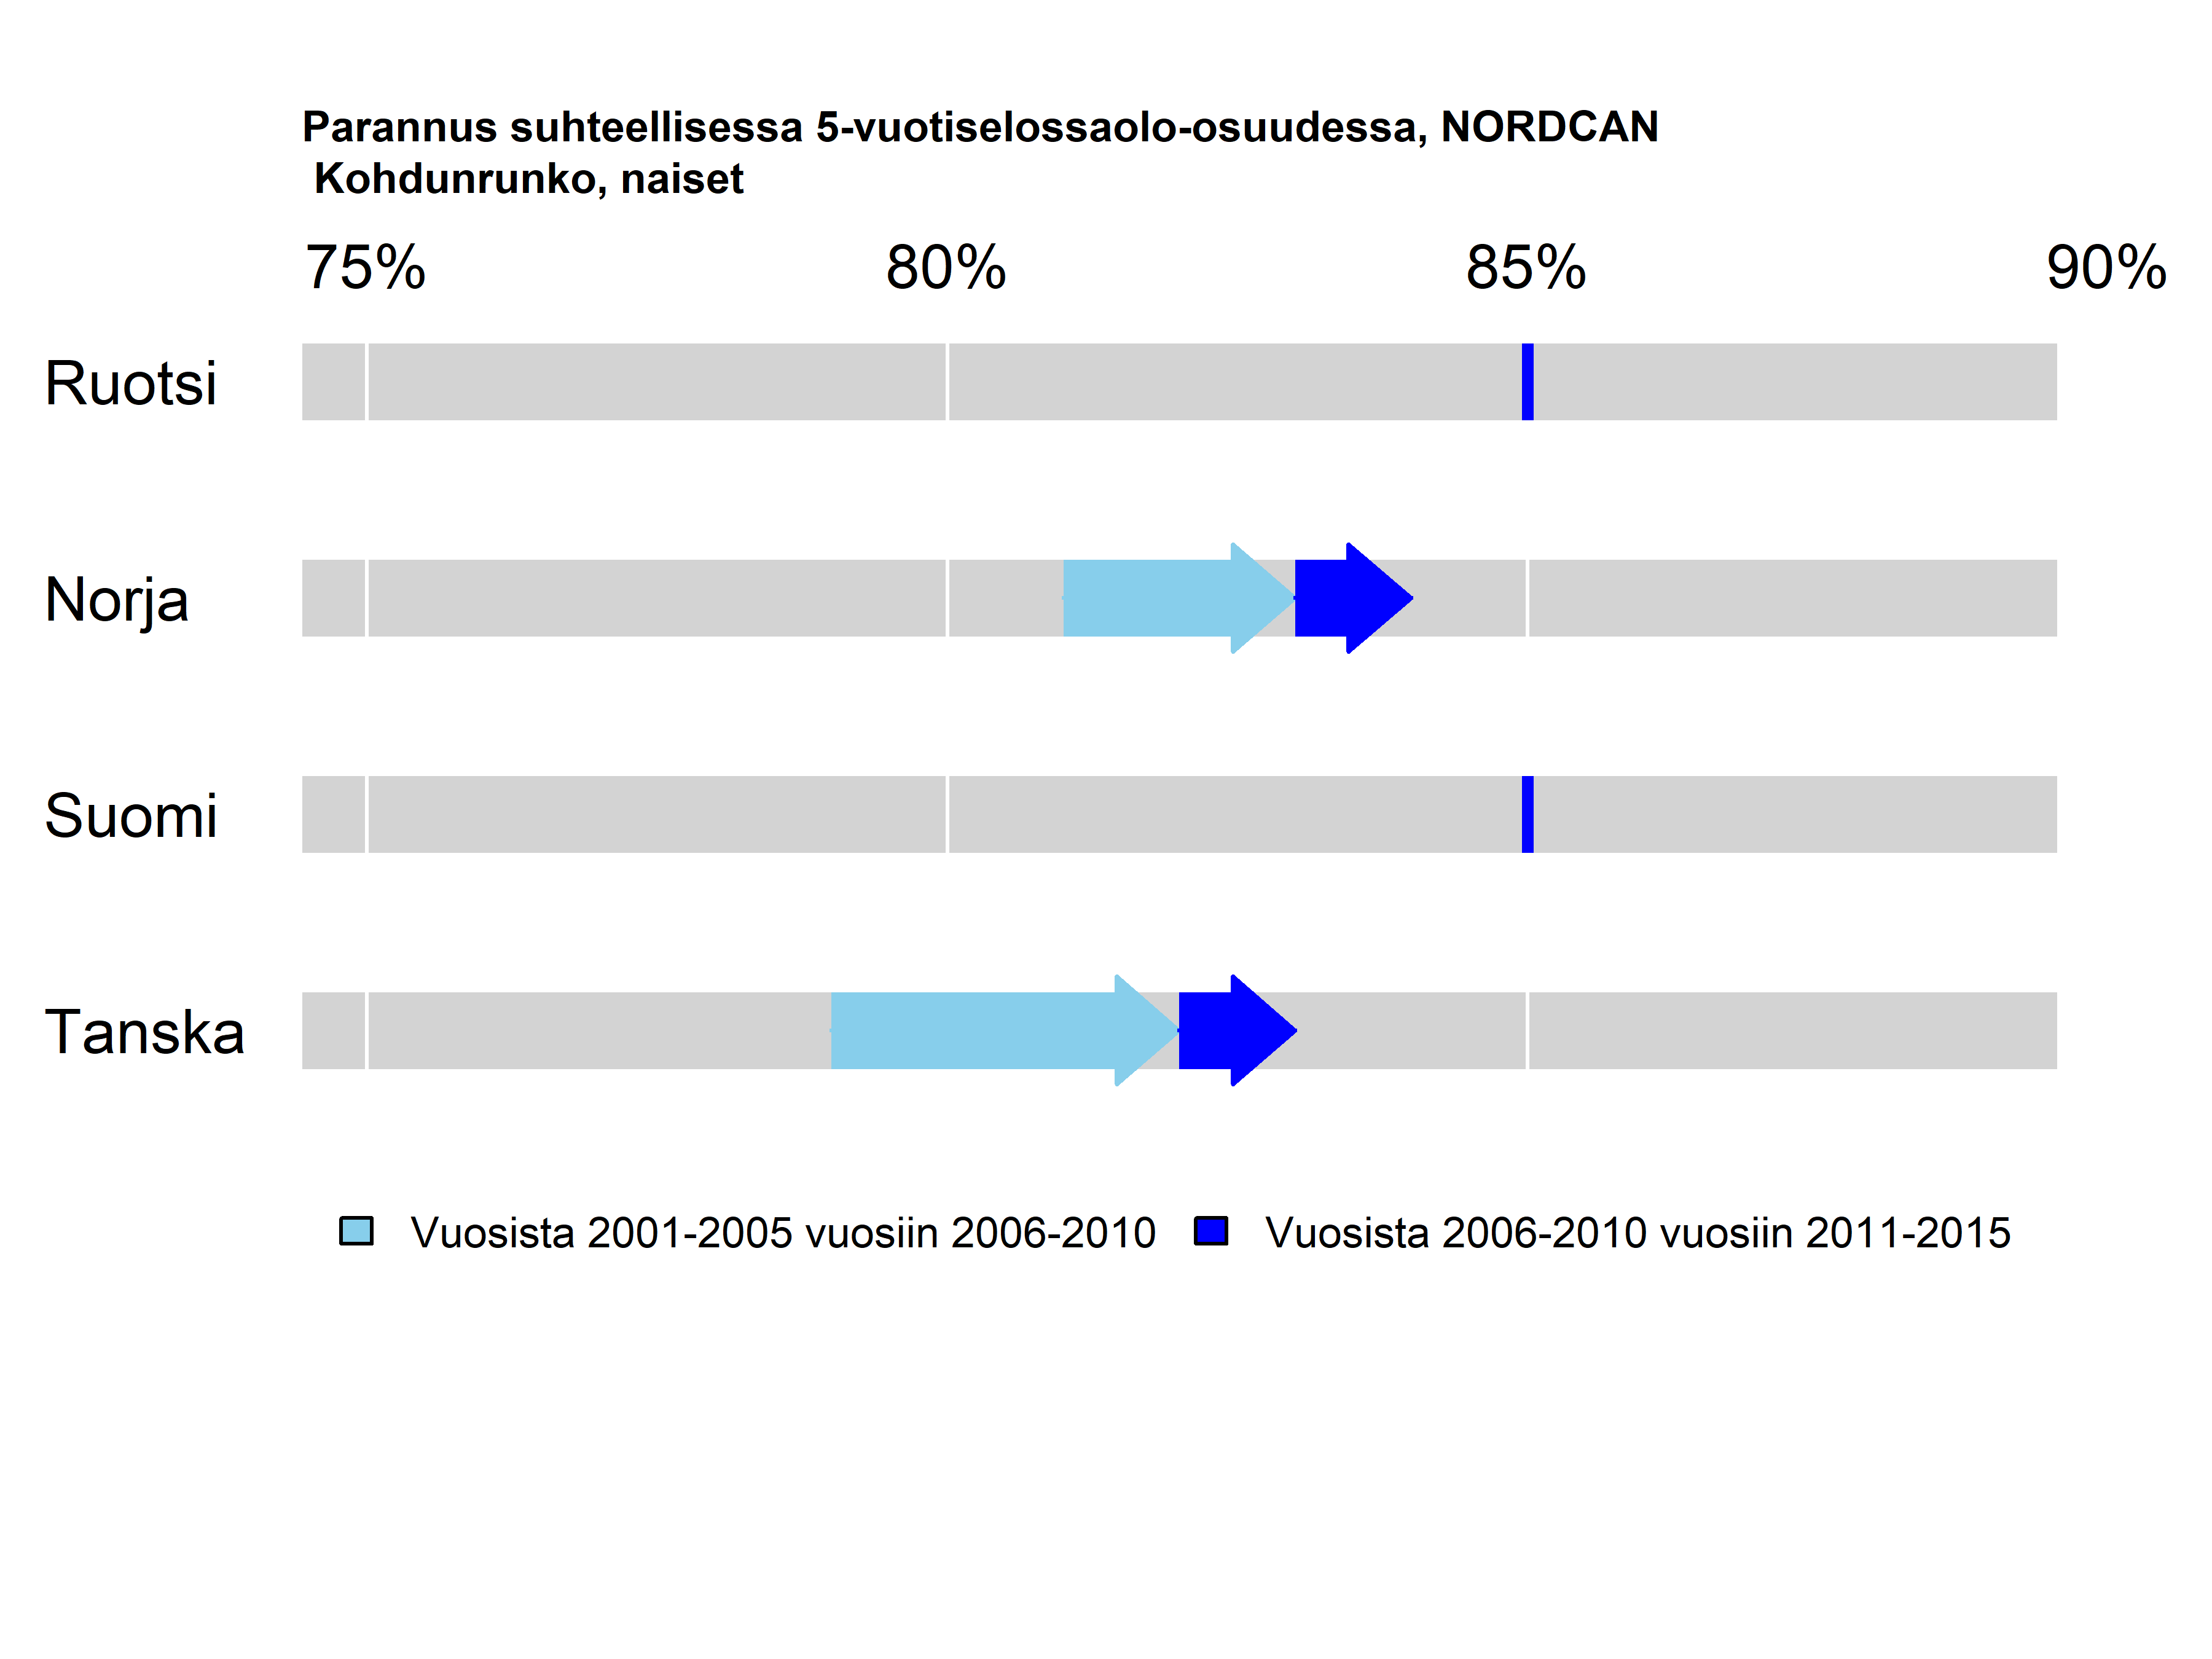 Parannus suhteellisessa 5-vuotiselossaolo-osuudessa, NORDCAN
Kohdunrunko, naiset
75% 80% 85% 90%
Ruotsi
Norja
Suomi
Tanska
Vuosista 2001-2005 vuosiin 2006-2010 Vuosista 2006-2010 vuosiin 2011-2015